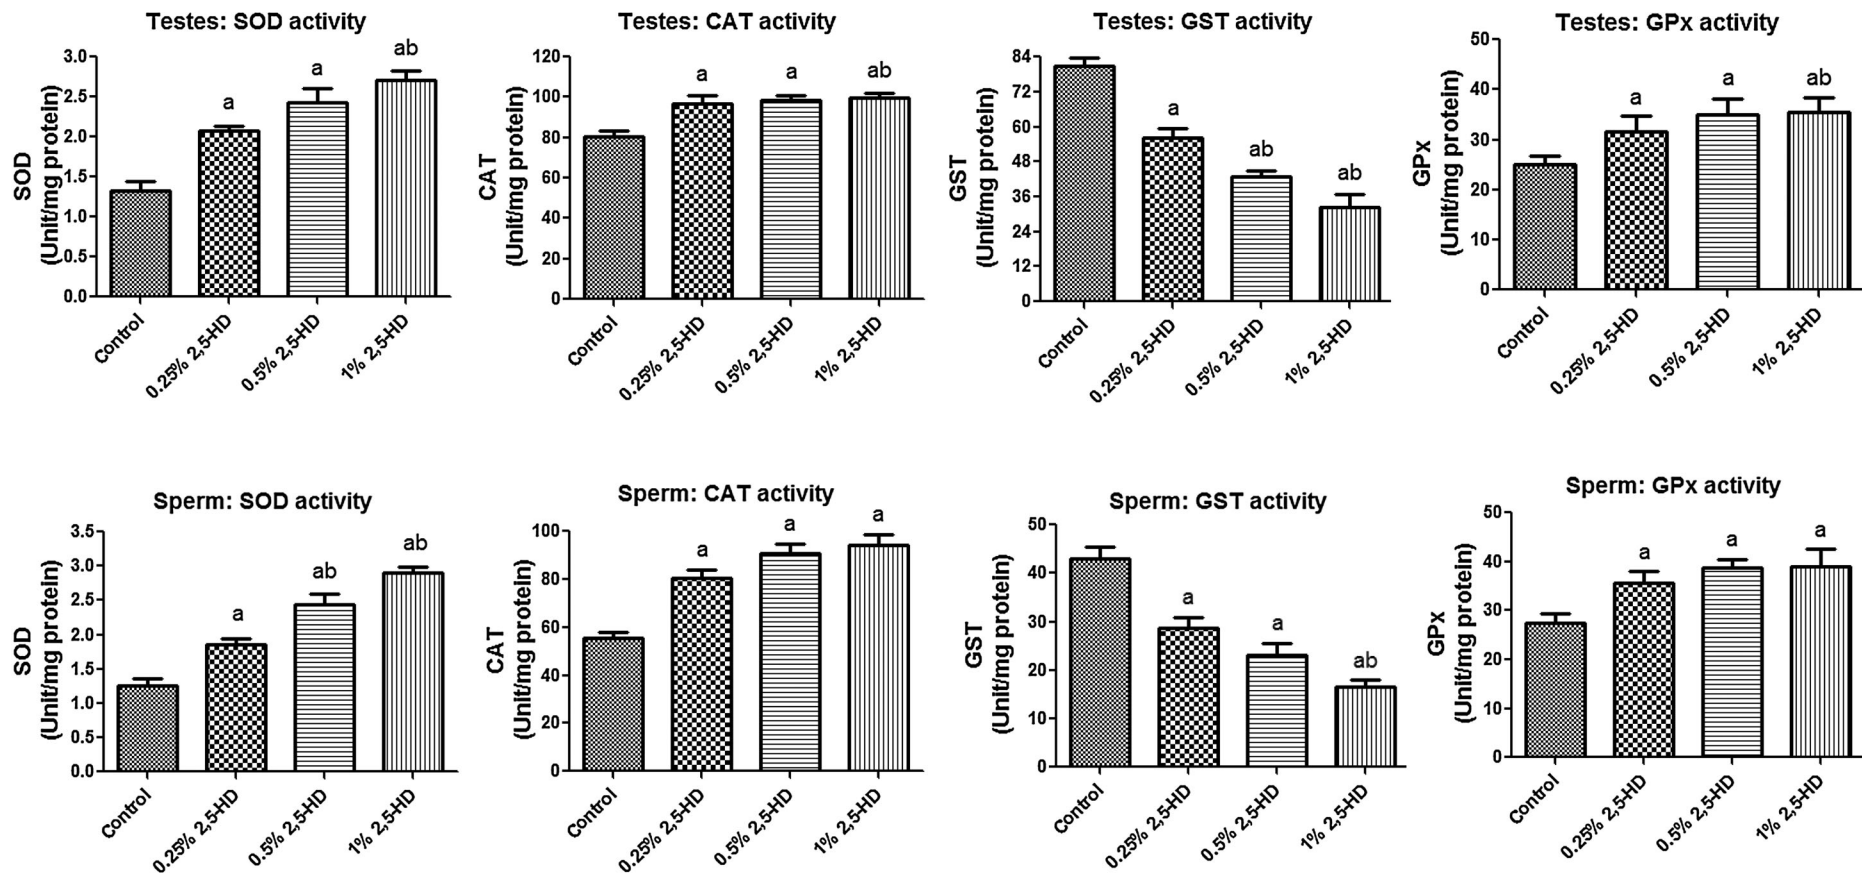 Testes: SOD activity
SOD
(Unit/mg protein)
3.0
2.5
2.0
1.5
1.0
0.5
0.0
a
a
ab
Control
0.25% 2,5-HD
0.5% 2,5-HD
1% 2,5-HD
Testes: CAT activity
CAT
(Unit/mg protein)
120
100
80
60
40
20
0
a
a
ab
Control
0.25% 2,5-HD
0.5% 2,5-HD
1% 2,5-HD
Testes: GST activity
GST
(Unit/mg protein)
84
72
60
48
36
24
12
0
a
ab
ab
Control
0.25% 2,5-HD
0.5% 2,5-HD
1% 2,5-HD
Testes: GPx activity
GPx
(Unit/mg protein)
50
40
30
20
10
0
a
a
ab
Control
0.25% 2,5-HD
0.5% 2,5-HD
1% 2,5-HD
Sperm: SOD activity
SOD
(Unit/mg protein)
3.5
3.0
2.5
2.0
1.5
1.0
0.5
0.0
a
ab
ab
Control
0.25% 2,5-HD
0.5% 2,5-HD
1% 2,5-HD
Sperm: CAT activity
CAT
(Unit/mg protein)
100
80
60
40
20
0
a
a
a
Control
0.25% 2,5-HD
0.5% 2,5-HD
1% 2,5-HD
Sperm: GST activity
GST
(Unit/mg protein)
50
40
30
20
10
0
a
a
ab
Control
0.25% 2,5-HD
0.5% 2,5-HD
1% 2,5-HD
Sperm: GPx activity
GPx
(Unit/mg protein)
50
40
30
20
10
0
a
a
a
Control
0.25% 2,5-HD
0.5% 2,5-HD
1% 2,5-HD